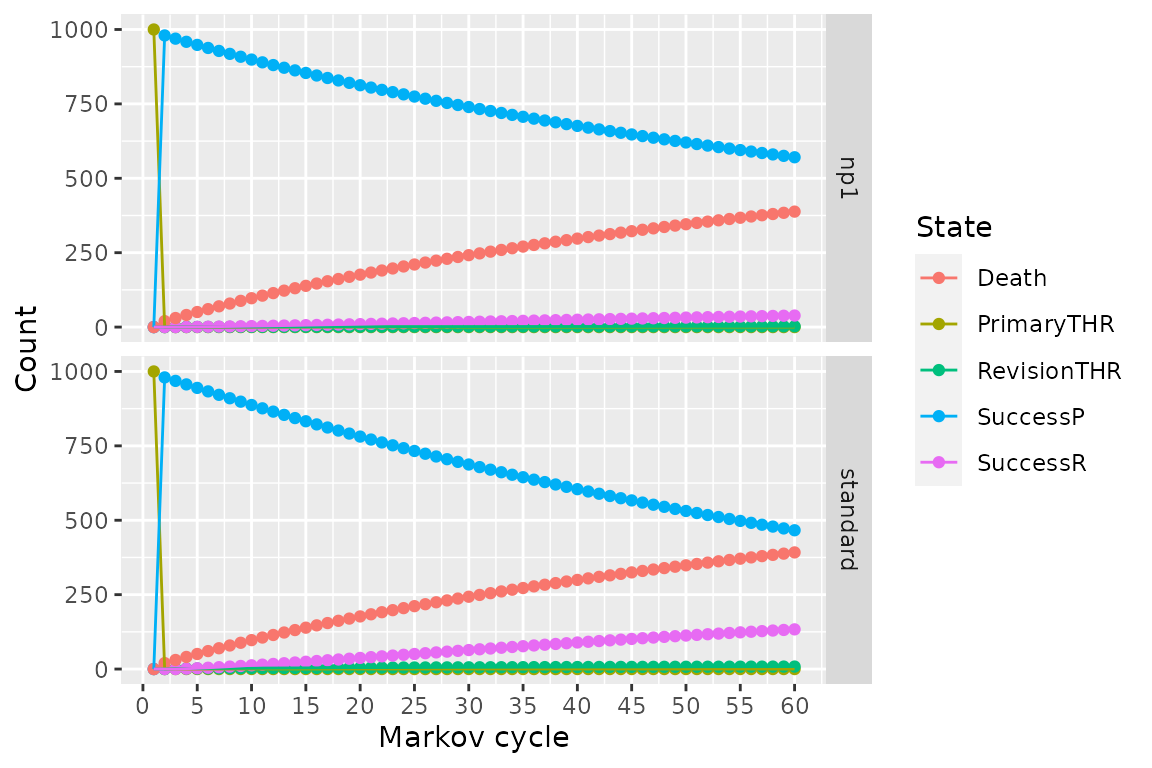 1000
750
500
250
0
np1
1000
750
500
250
0
standard
0 5 10 15 20 25 30 35 40 45 50 55 60
Markov cycle
Count
State
Death
PrimaryTHR
RevisionTHR
SuccessP
SuccessR